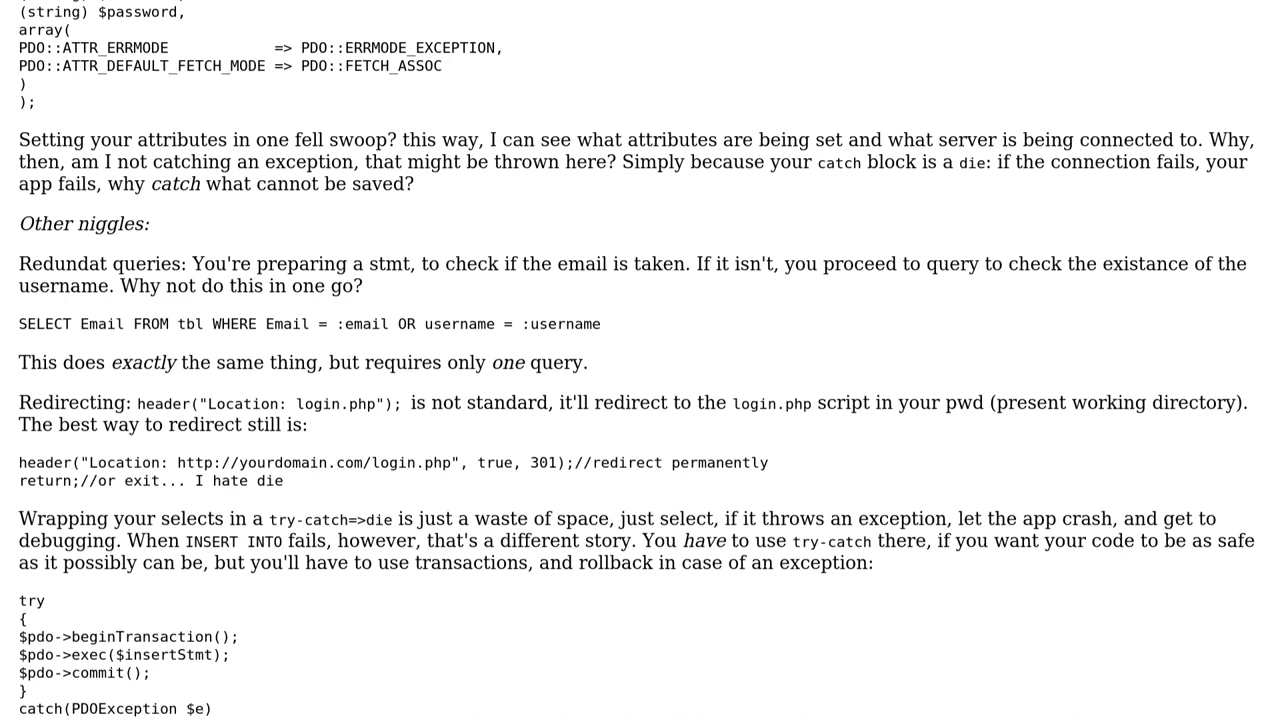 (string) $password,
array(
PDO::ATTR_ERRMODE            => PDO::ERRMODE_EXCEPTION,
PDO::ATTR_DEFAULT_FETCH_MODE => PDO::FETCH_ASSOC
)
);
Setting your attributes in one fell swoop? this way, I can see what attributes are being set and what server is being connected to. Why,
then, am I not catching an exception, that might be thrown here? Simply because your catch block is a die: if the connection fails, your
app fails, why catch what cannot be saved?
Other niggles:
Redundat queries: You're preparing a stmt, to check if the email is taken. If it isn't, you proceed to query to check the existance of the
username. Why not do this in one go?
SELECT Email FROM tbl WHERE Email = :email OR username = :username
This does exactly the same thing, but requires only one query.
Redirecting: header("Location: login.php"); is not standard, it'll redirect to the login.php script in your pwd (present working directory).
The best way to redirect still is:
header("Location: http://yourdomain.com/login.php", true, 301);//redirect permanently
return;//or exit... I hate die
Wrapping your selects in a try-catch=>die is just a waste of space, just select, if it throws an exception, let the app crash, and get to
debugging. When INSERT INTO fails, however, that's a different story. You have to use try-catch there, if you want your code to be as safe
as it possibly can be, but you'll have to use transactions, and rollback in case of an exception:
try
{
$pdo->beginTransaction();
$pdo->exec($insertStmt);
$pdo->commit();
}
catch(PDOException $e)